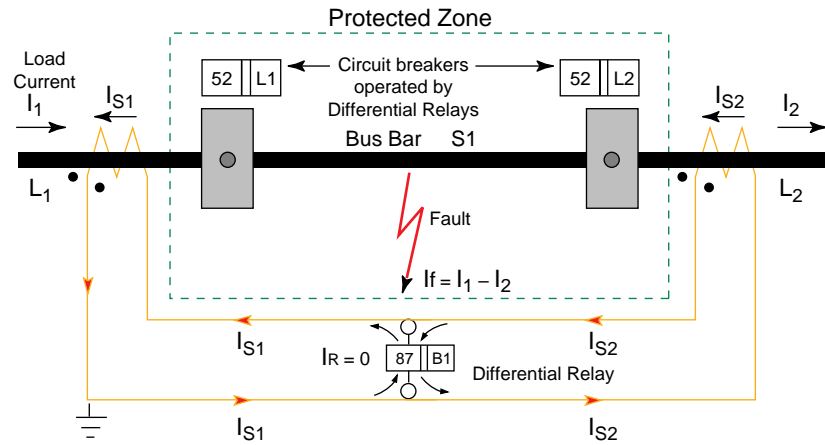 Protected Zone
Load
Current
52 L1
Circuit breakers
operated by
Differential Relays
52 L2
I1
IS1
IS2
I2
Bus Bar S1
L1
L2
Fault
If = I1 – I2
IS1
IS2
IR = 0
87 B1
Differential Relay
IS1
IS2